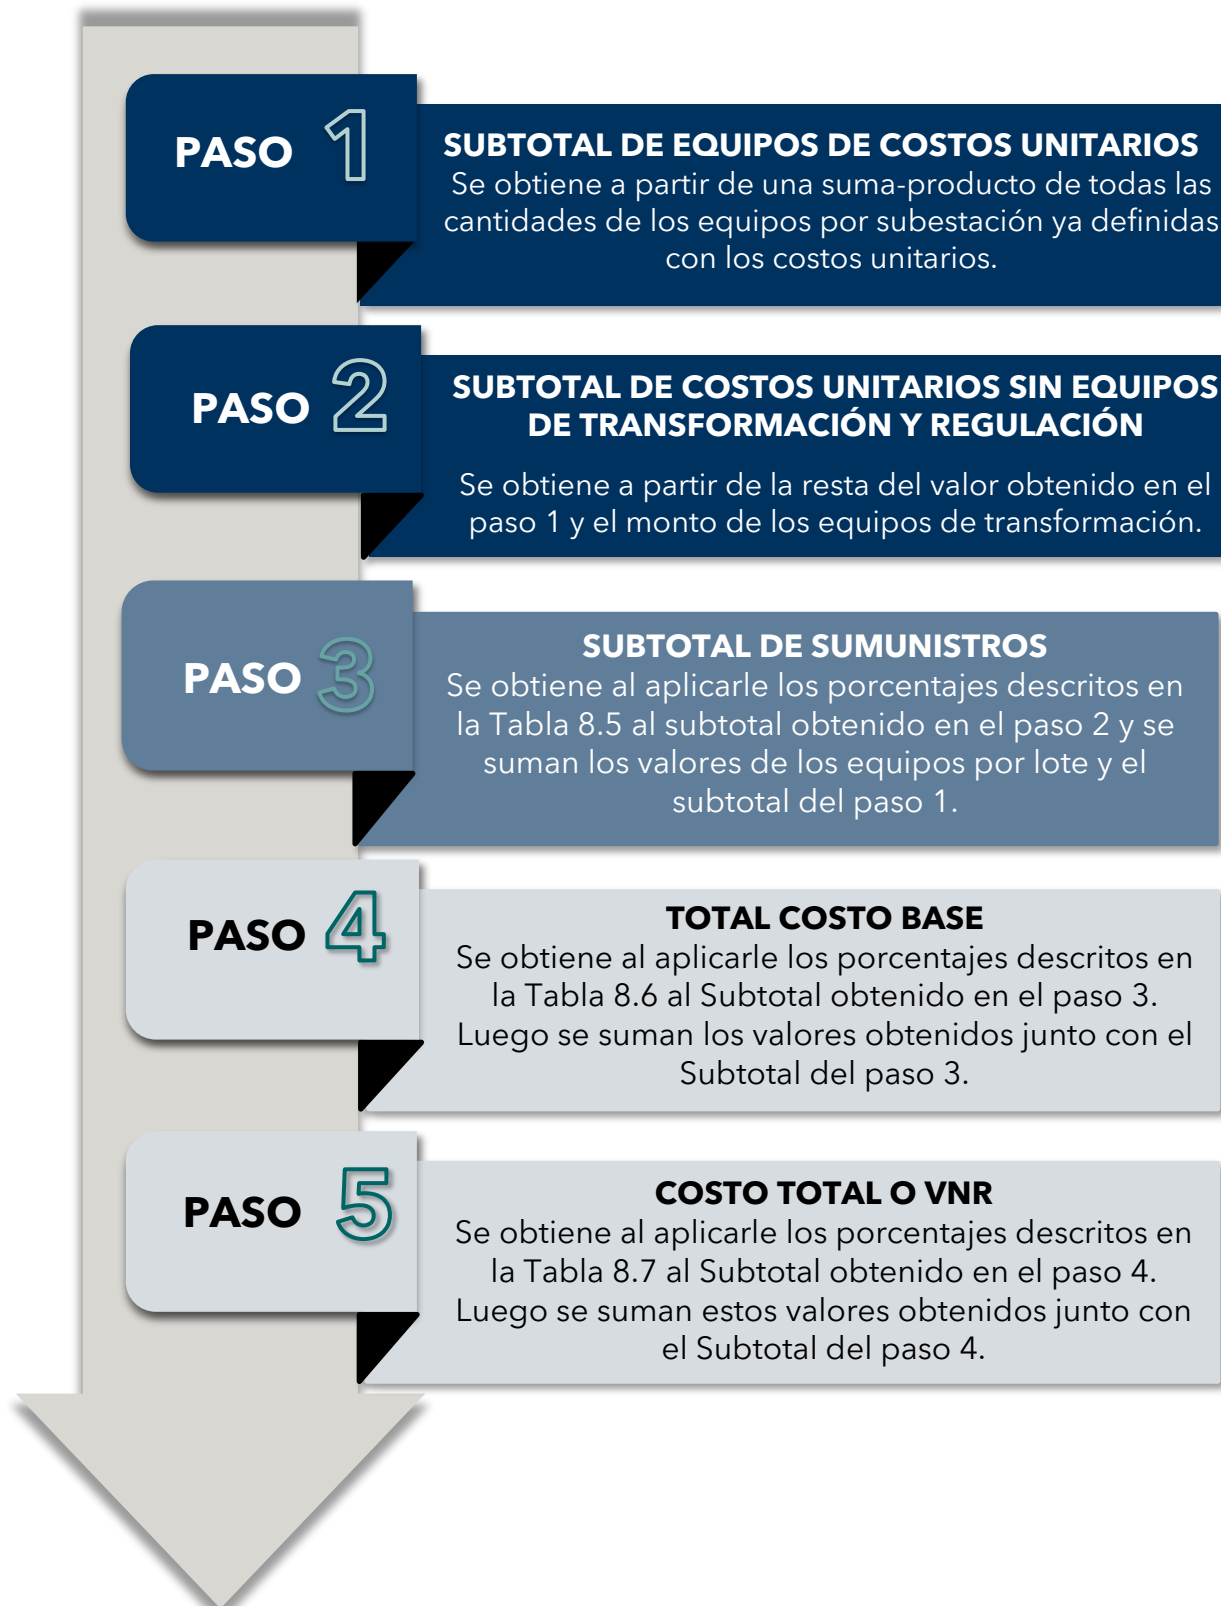 PASO 1
SUBTOTAL DE EQUIPOS DE COSTOS UNITARIOS
Se obtiene a partir de una suma-producto de todas las
cantidades de los equipos por subestación ya definidas
con los costos unitarios.
PASO 2
SUBTOTAL DE COSTOS UNITARIOS SIN EQUIPOS
DE TRANSFORMACIÓN Y REGULACIÓN
Se obtiene a partir de la resta del valor obtenido en el
paso 1 y el monto de los equipos de transformación.
PASO 3
SUBTOTAL DE SUMUNISTROS
Se obtiene al aplicarle los porcentajes descritos en
la Tabla 8.5 al subtotal obtenido en el paso 2 y se
suman los valores de los equipos por lote y el
subtotal del paso 1.
PASO 4
TOTAL COSTO BASE
Se obtiene al aplicarle los porcentajes descritos en
la Tabla 8.6 al Subtotal obtenido en el paso 3.
Luego se suman los valores obtenidos junto con el
Subtotal del paso 3.
PASO 5
COSTO TOTAL O VNR
Se obtiene al aplicarle los porcentajes descritos en
la Tabla 8.7 al Subtotal obtenido en el paso 4.
Luego se suman estos valores obtenidos junto con
el Subtotal del paso 4.